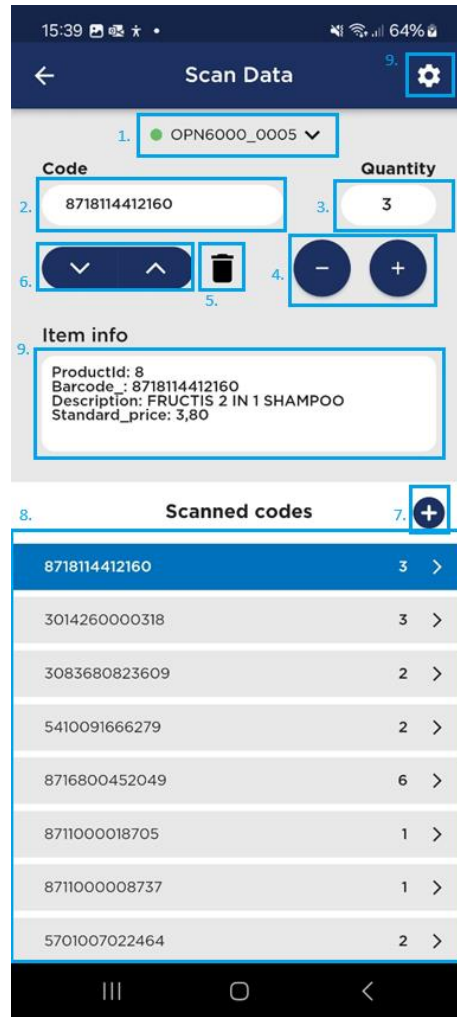 15:39 64%
Scan Data 9.
1. OPN6000_0005
Code Quantity
2. 8718114412160 3. 3
6. 5. 4. - +
Item info
9.
ProductId: 8
Barcode_: 8718114412160
Description: FRUCTIS 2 IN 1 SHAMPOO
Standard_price: 3,80
8. Scanned codes 7. +
8718114412160 3
3014260000318 3
3083680823609 2
5410091666279 2
8716800452049 6
8711000018705 1
8711000008737 1
5701007022464 2